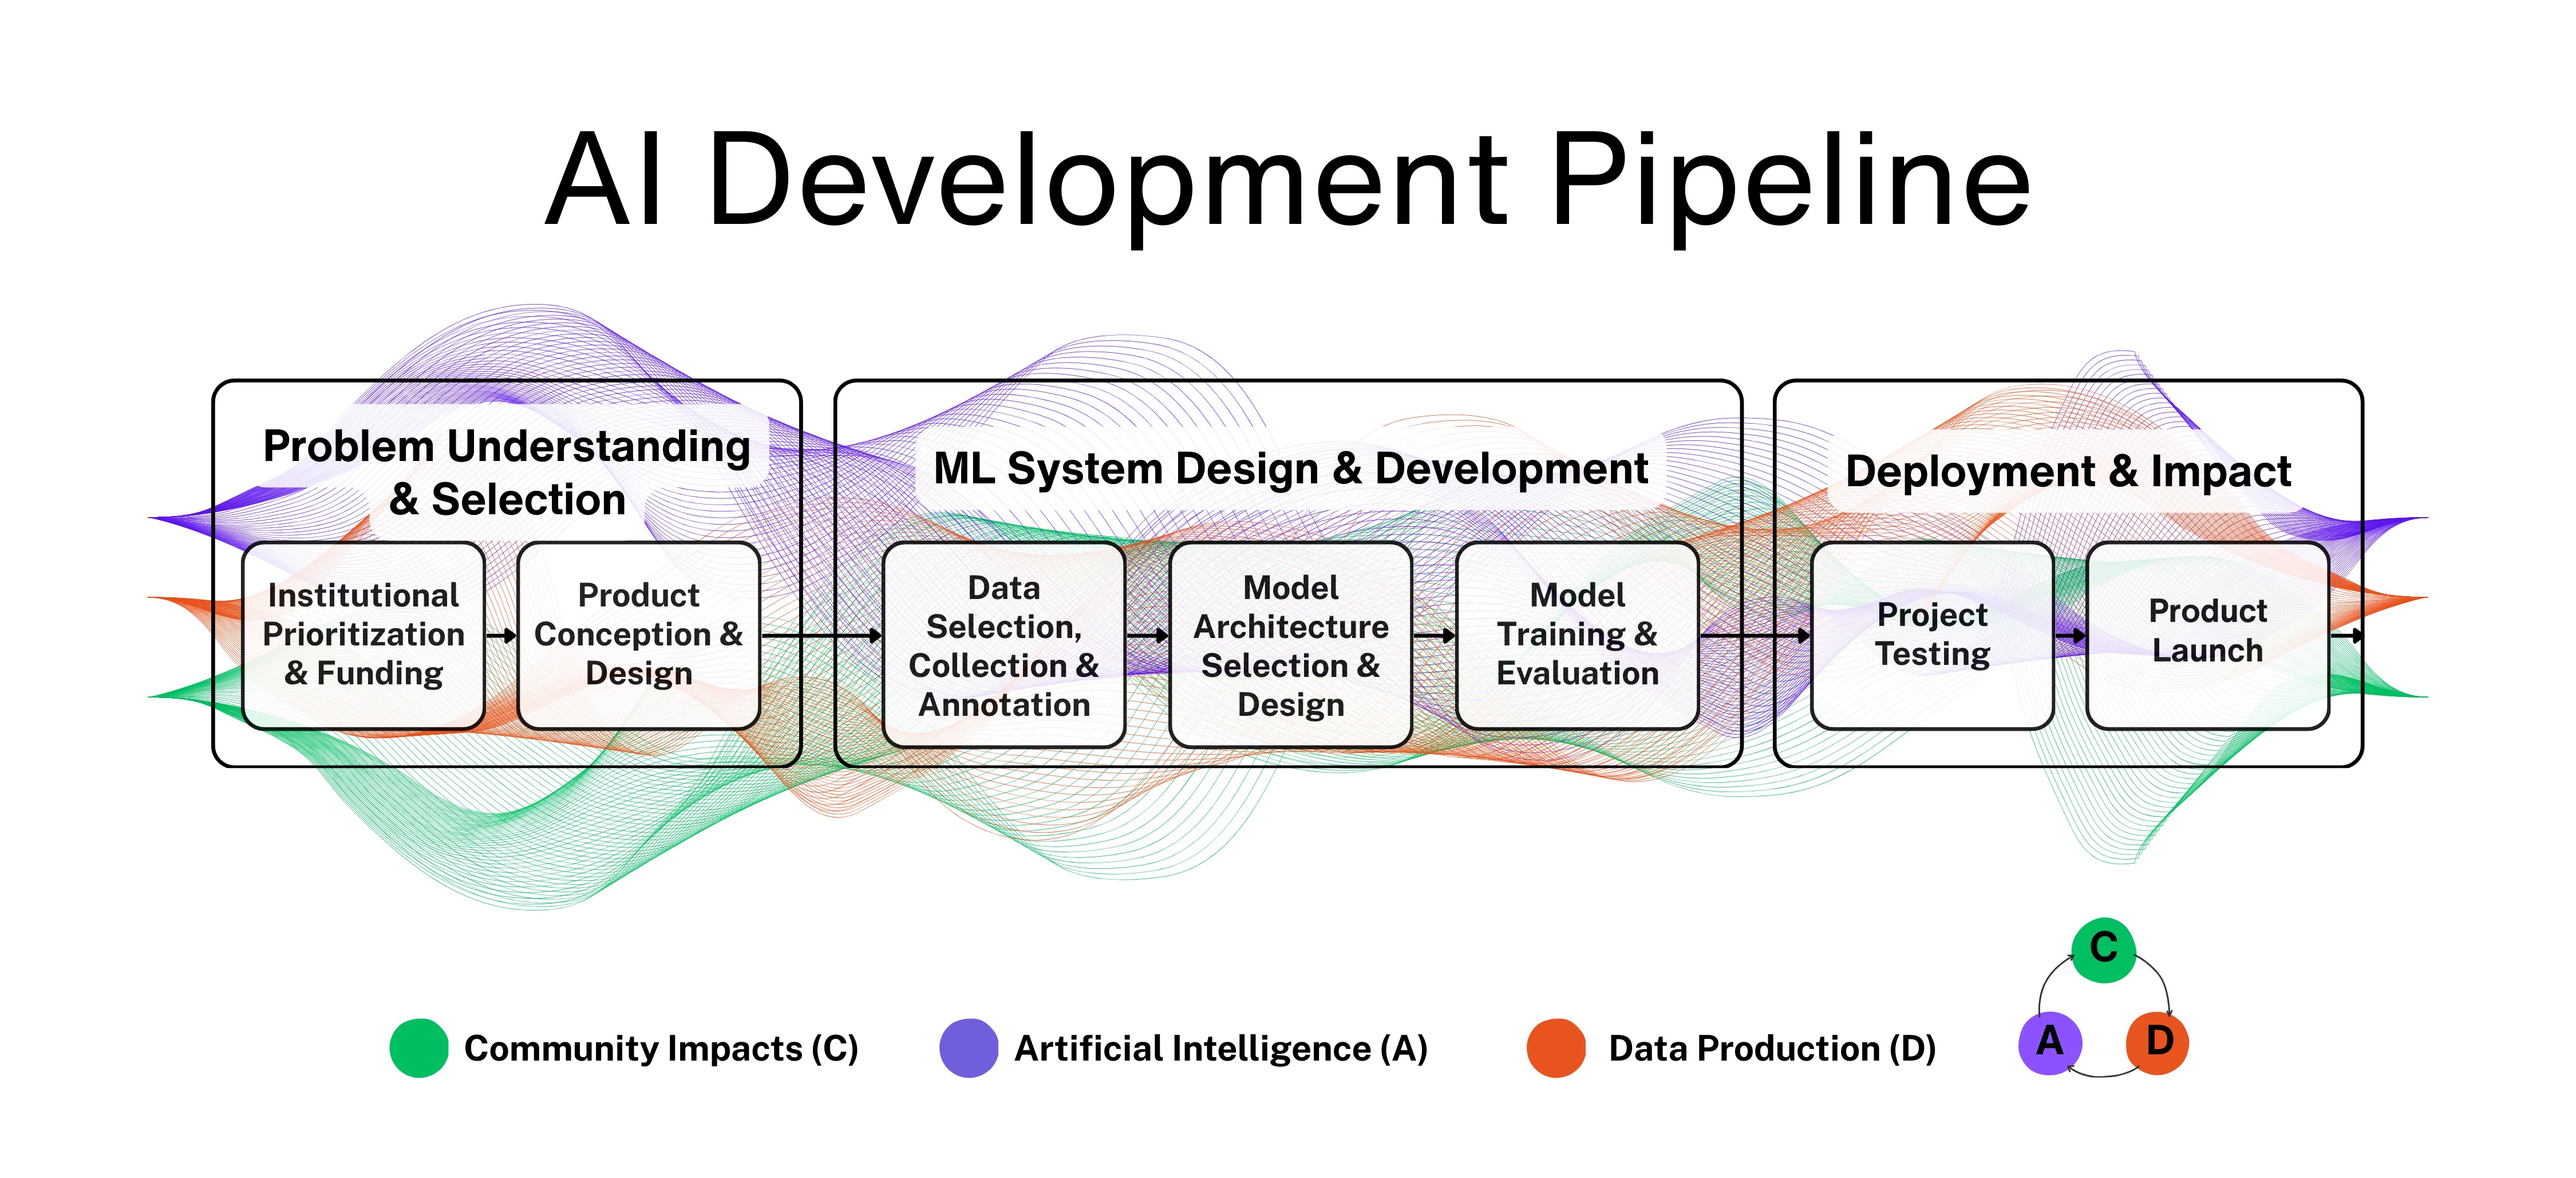 AI Development Pipeline
Problem Understanding
& Selection
Institutional
Prioritization
& Funding
Product
Conception &
Design
ML System Design & Development
Data
Selection,
Collection &
Annotation
Model
Architecture
Selection &
Design
Model
Training &
Evaluation
Deployment & Impact
Project
Testing
Product
Launch
Community Impacts (C)
Artificial Intelligence (A)
Data Production (D)
C
A
D